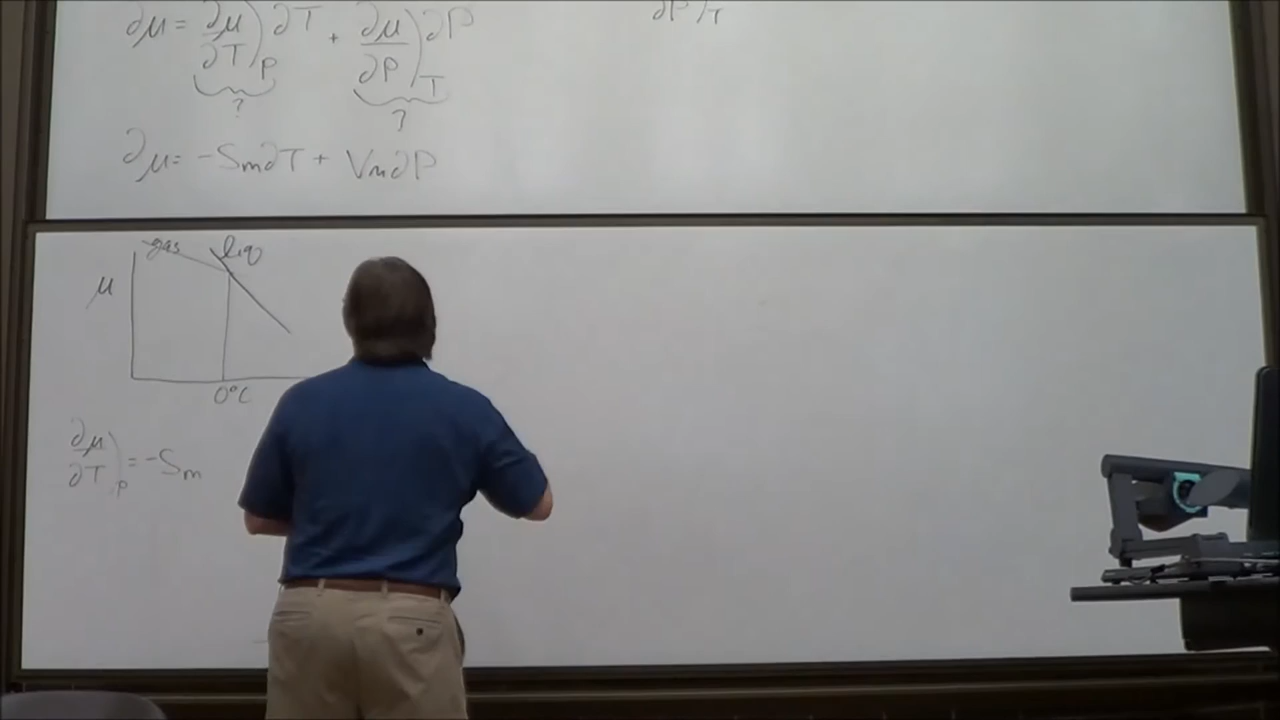 ∂μ = ∂μ/∂T)P ∂T + ∂μ/∂P)T ∂P
? ?
∂μ = -Sm∂T + Vm∂P
∂P)T
gas liq
μ
0°C
∂μ/∂T)P = -Sm